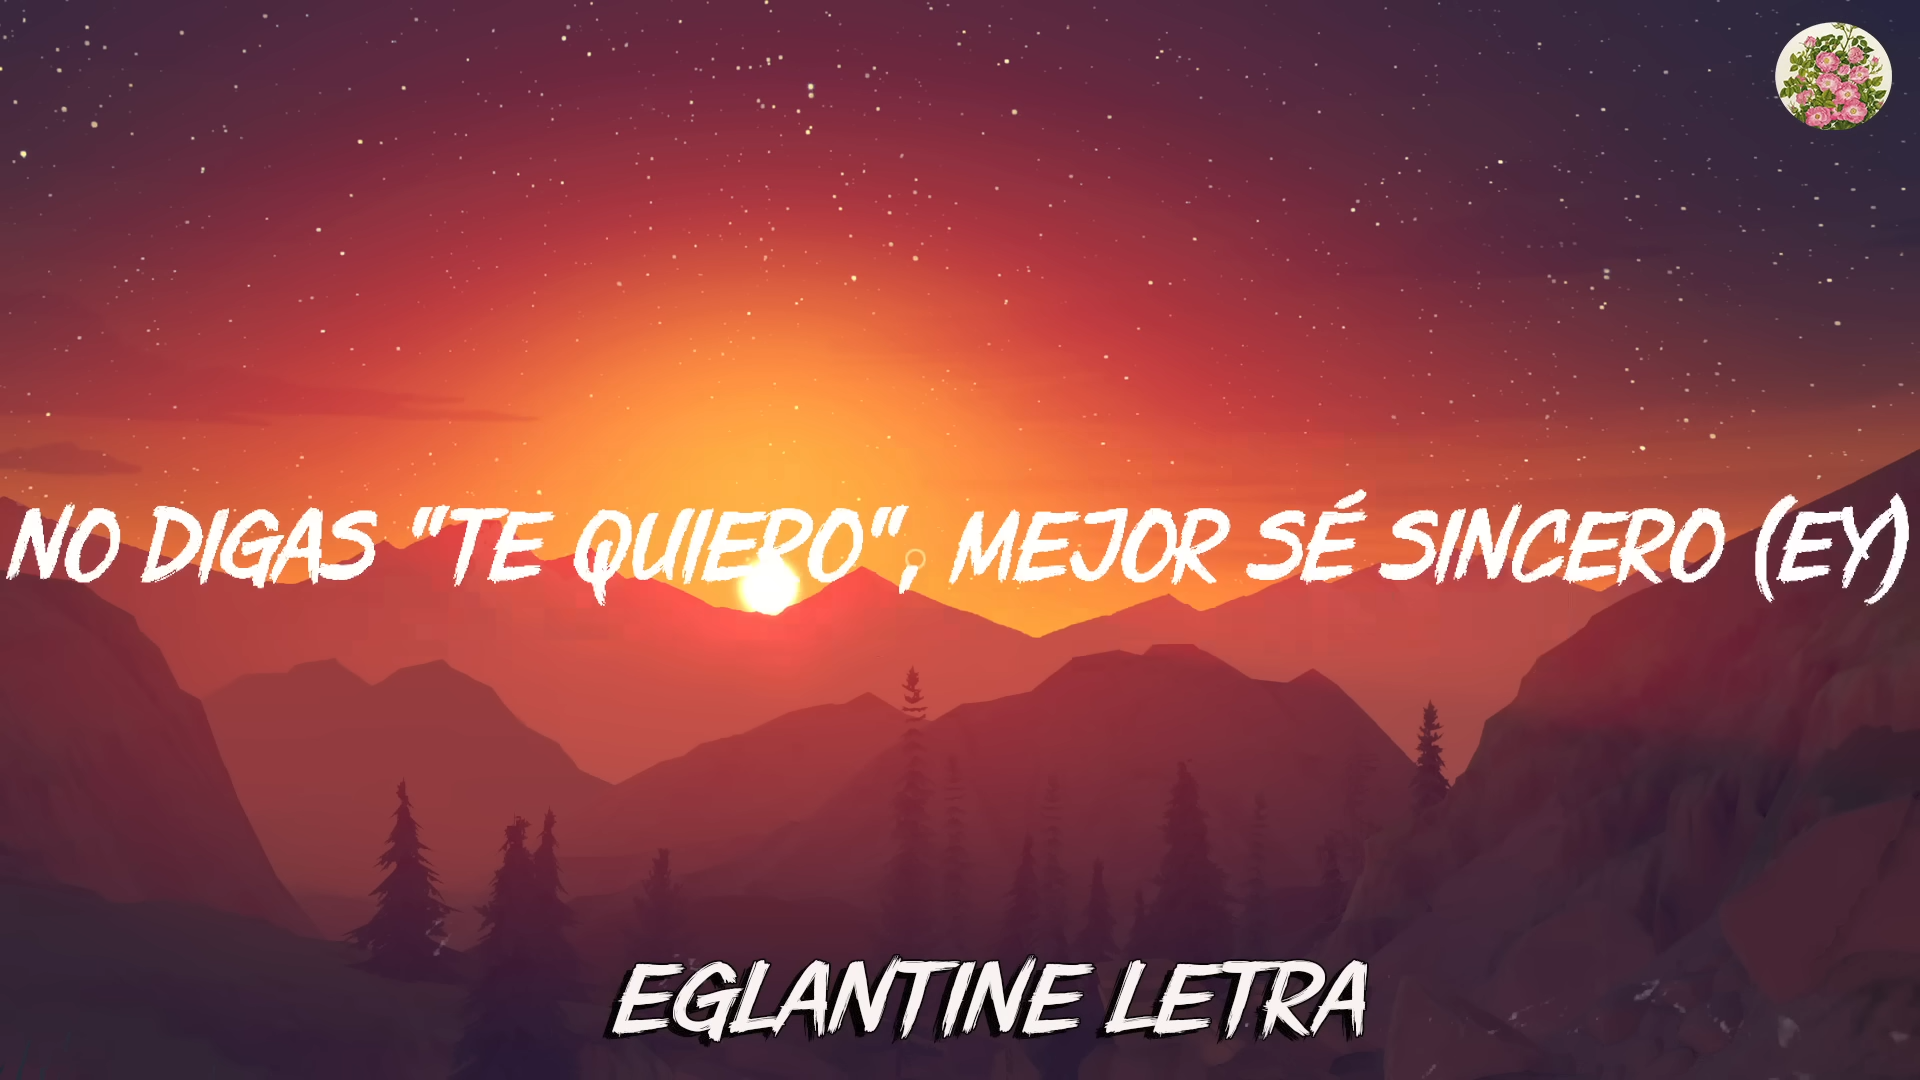 NO DIGAS "TE QUIERO", MEJOR SÉ SINCERO (EY)
EGLANTINE LETRA